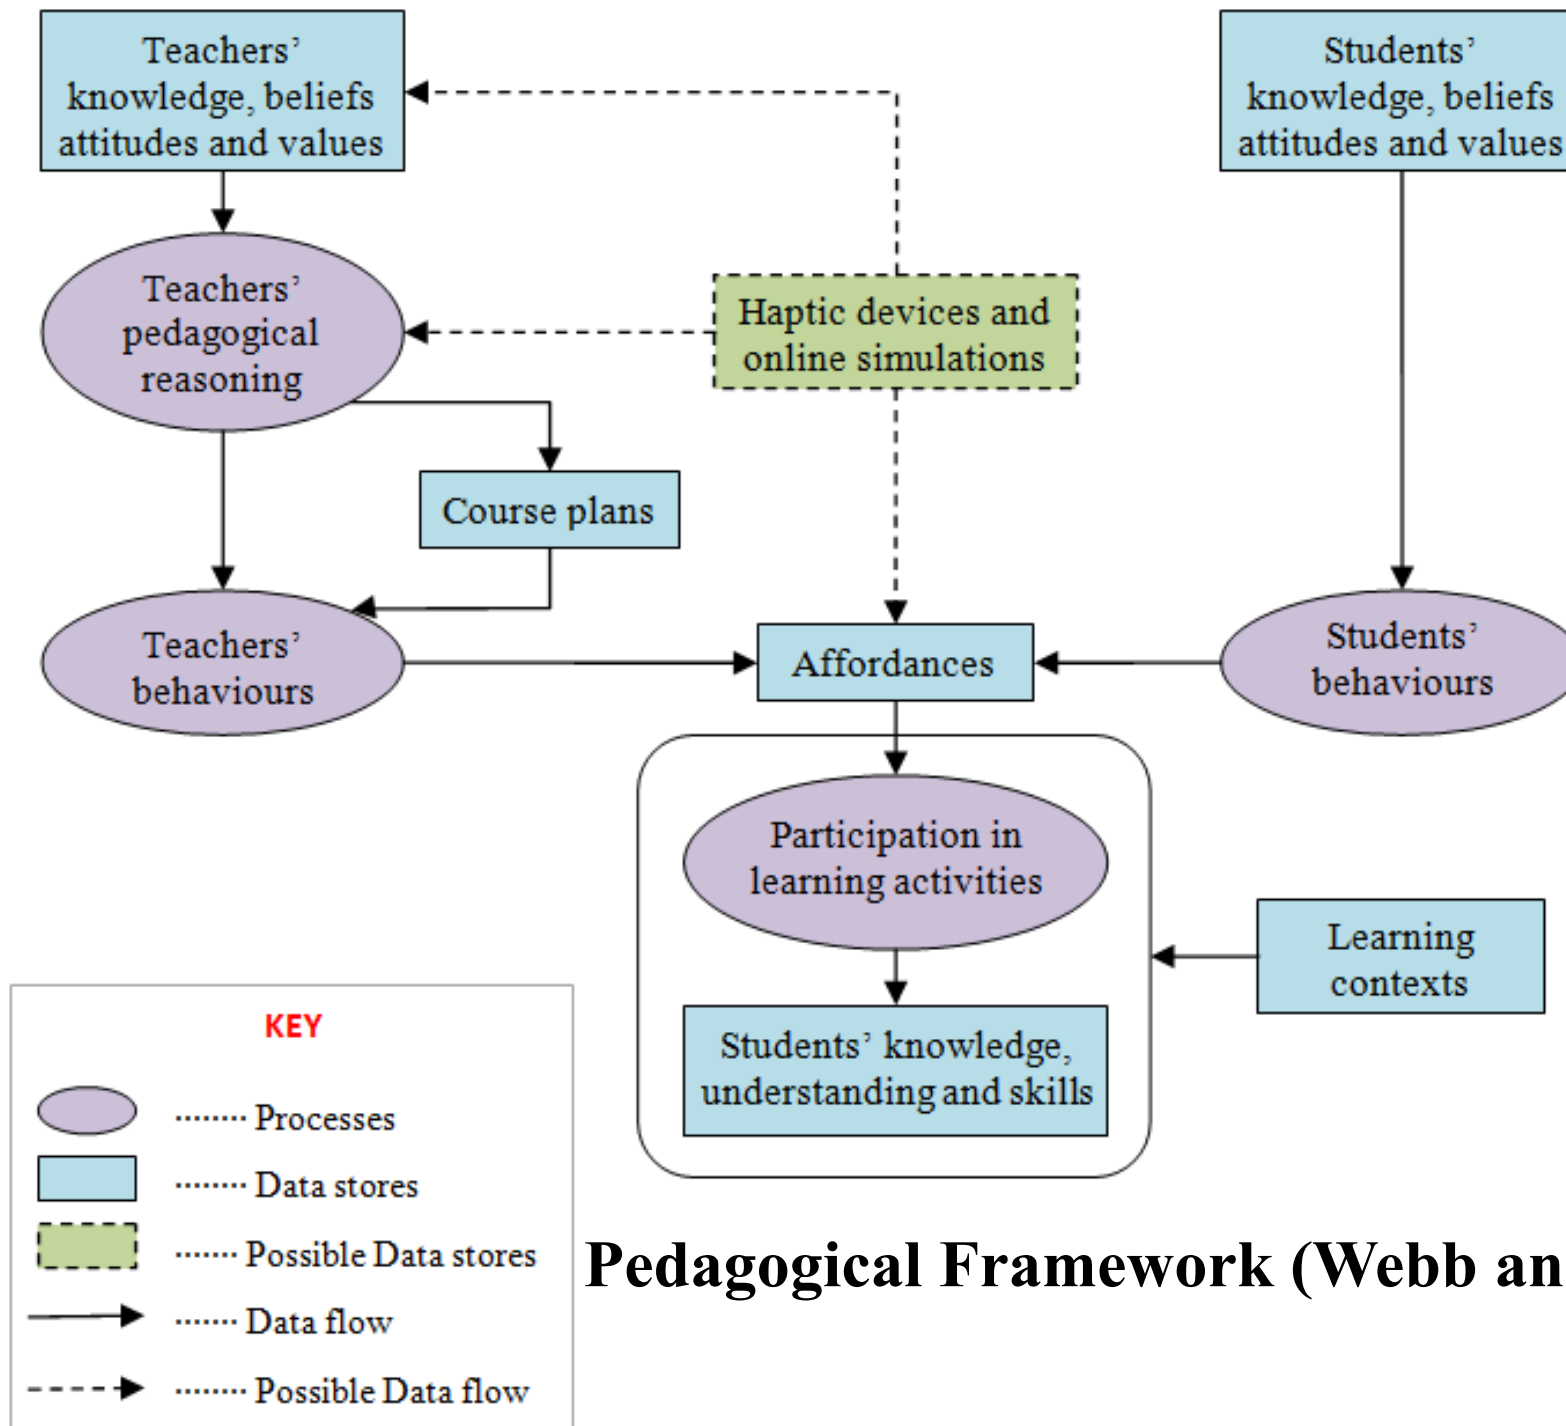 Teachers’
knowledge, beliefs
attitudes and values
Students’
knowledge, beliefs
attitudes and values
Teachers’
pedagogical
reasoning
Haptic devices and
online simulations
Course plans
Teachers’
behaviours
Affordances
Students’
behaviours
Participation in
learning activities
Learning
contexts
Students’ knowledge,
understanding and skills
KEY
........ Processes
........ Data stores
....... Possible Data stores
....... Data flow
........ Possible Data flow
Pedagogical Framework (Webb an